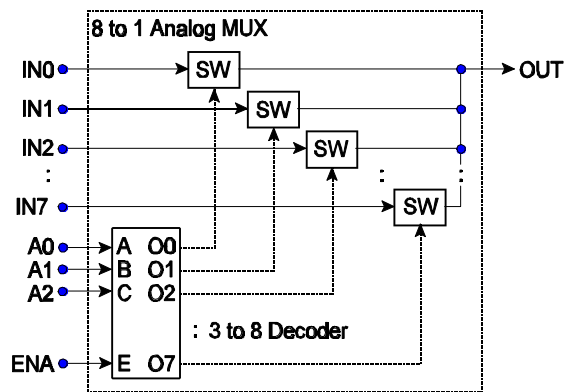 8 to 1 Analog MUX
IN0 SW OUT
IN1 SW
IN2 SW
: : :
IN7 SW
A0 A O0
A1 B O1
A2 C O2
: 3 to 8 Decoder
ENA E O7